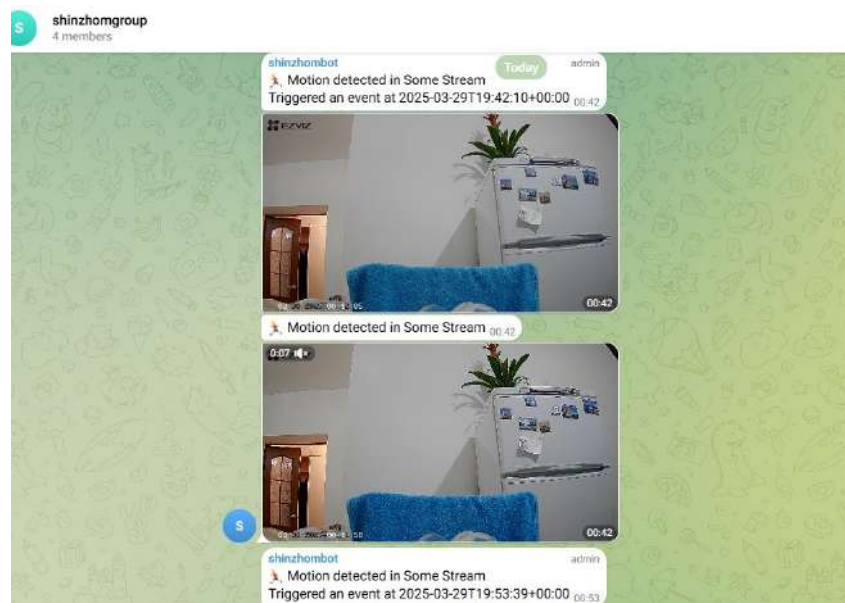 S
shinzhomgroup
4 members
shinzhombot
Today
admin
Motion detected in Some Stream
Triggered an event at 2025-03-29T19:42:10+00:00 00:42
EZVIZ
00:42
Motion detected in Some Stream 00:42
0:07
S
00:42
shinzhombot
admin
Motion detected in Some Stream
Triggered an event at 2025-03-29T19:53:39+00:00 00:53